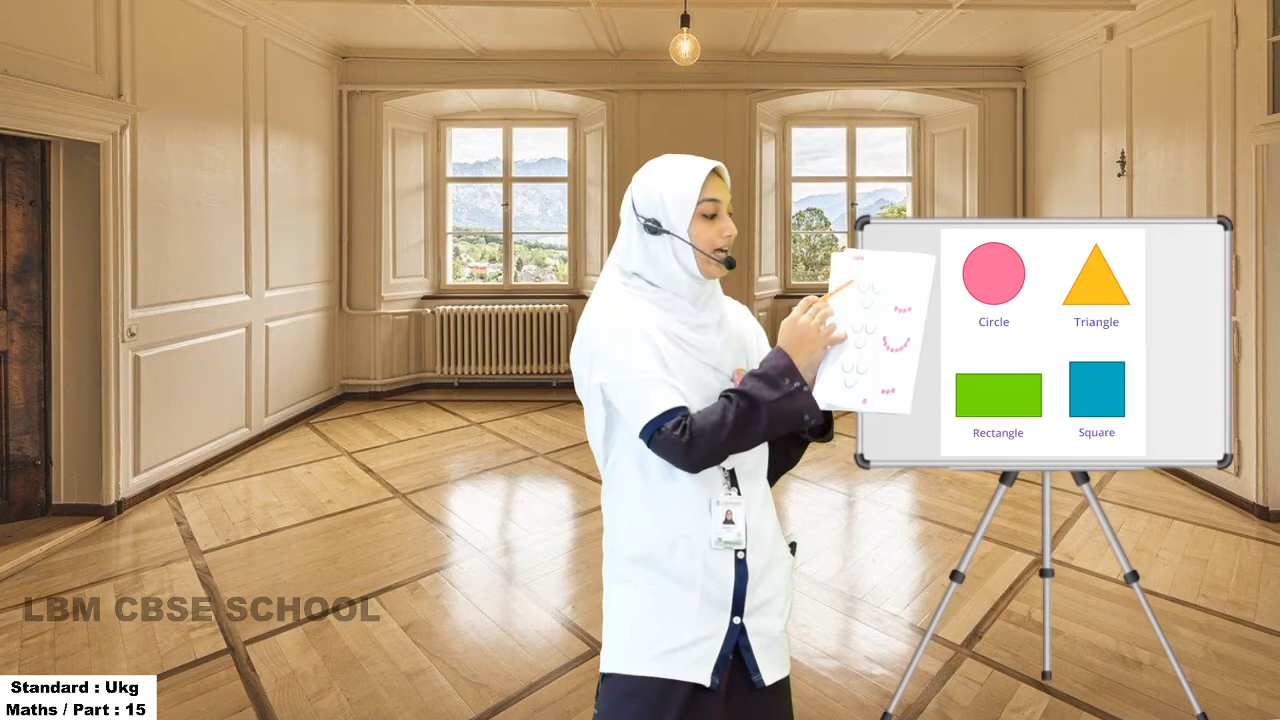 Circle
Triangle
Rectangle
Square
LBM CBSE SCHOOL
Standard : Ukg
Maths / Part : 15